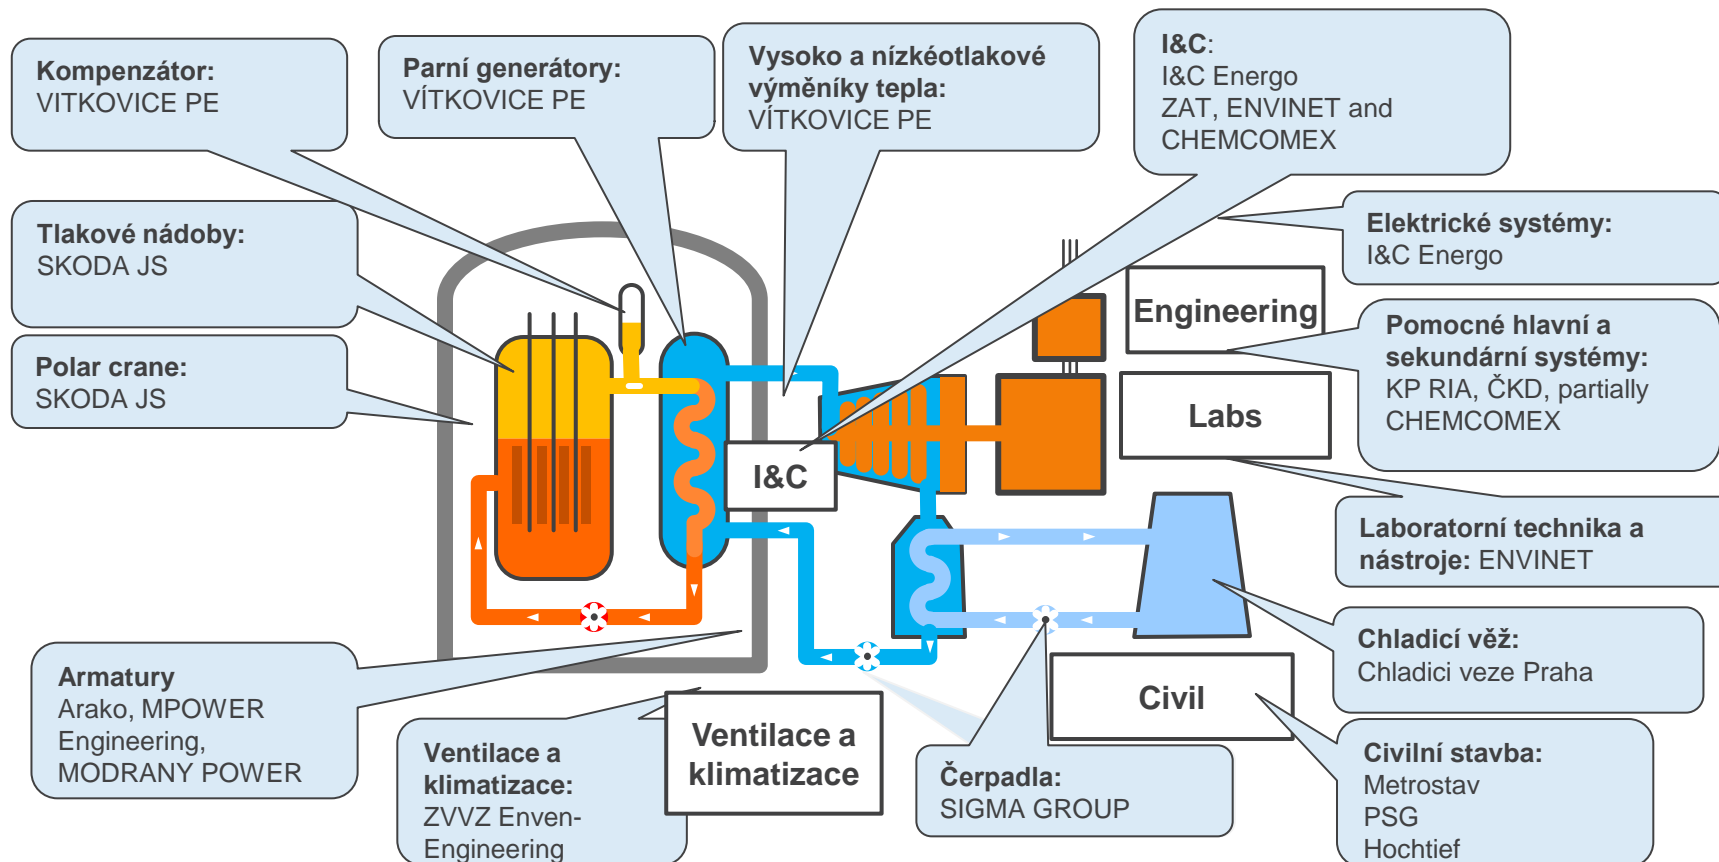 Kompenzátor:
VITKOVICE PE
Parní generátory:
VÍTKOVICE PE
Vysoko a nízkéotlakové
výměníky tepla:
VÍTKOVICE PE
I&C:
I&C Energo
ZAT, ENVINET and
CHEMCOMEX
Tlakové nádoby:
SKODA JS
Elektrické systémy:
I&C Energo
Engineering
Polar crane:
SKODA JS
Pomocné hlavní a
sekundární systémy:
KP RIA, ČKD, partially
CHEMCOMEX
Labs
I&C
Laboratorní technika a
nástroje: ENVINET
Armatury
Arako, MPOWER
Engineering,
MODRANY POWER
Chladicí věž:
Chladici veze Praha
Civil
Ventilace a
klimatizace
Ventilace a
klimatizace:
ZVVZ Enven-
Engineering
Čerpadla:
SIGMA GROUP
Civilní stavba:
Metrostav
PSG
Hochtief